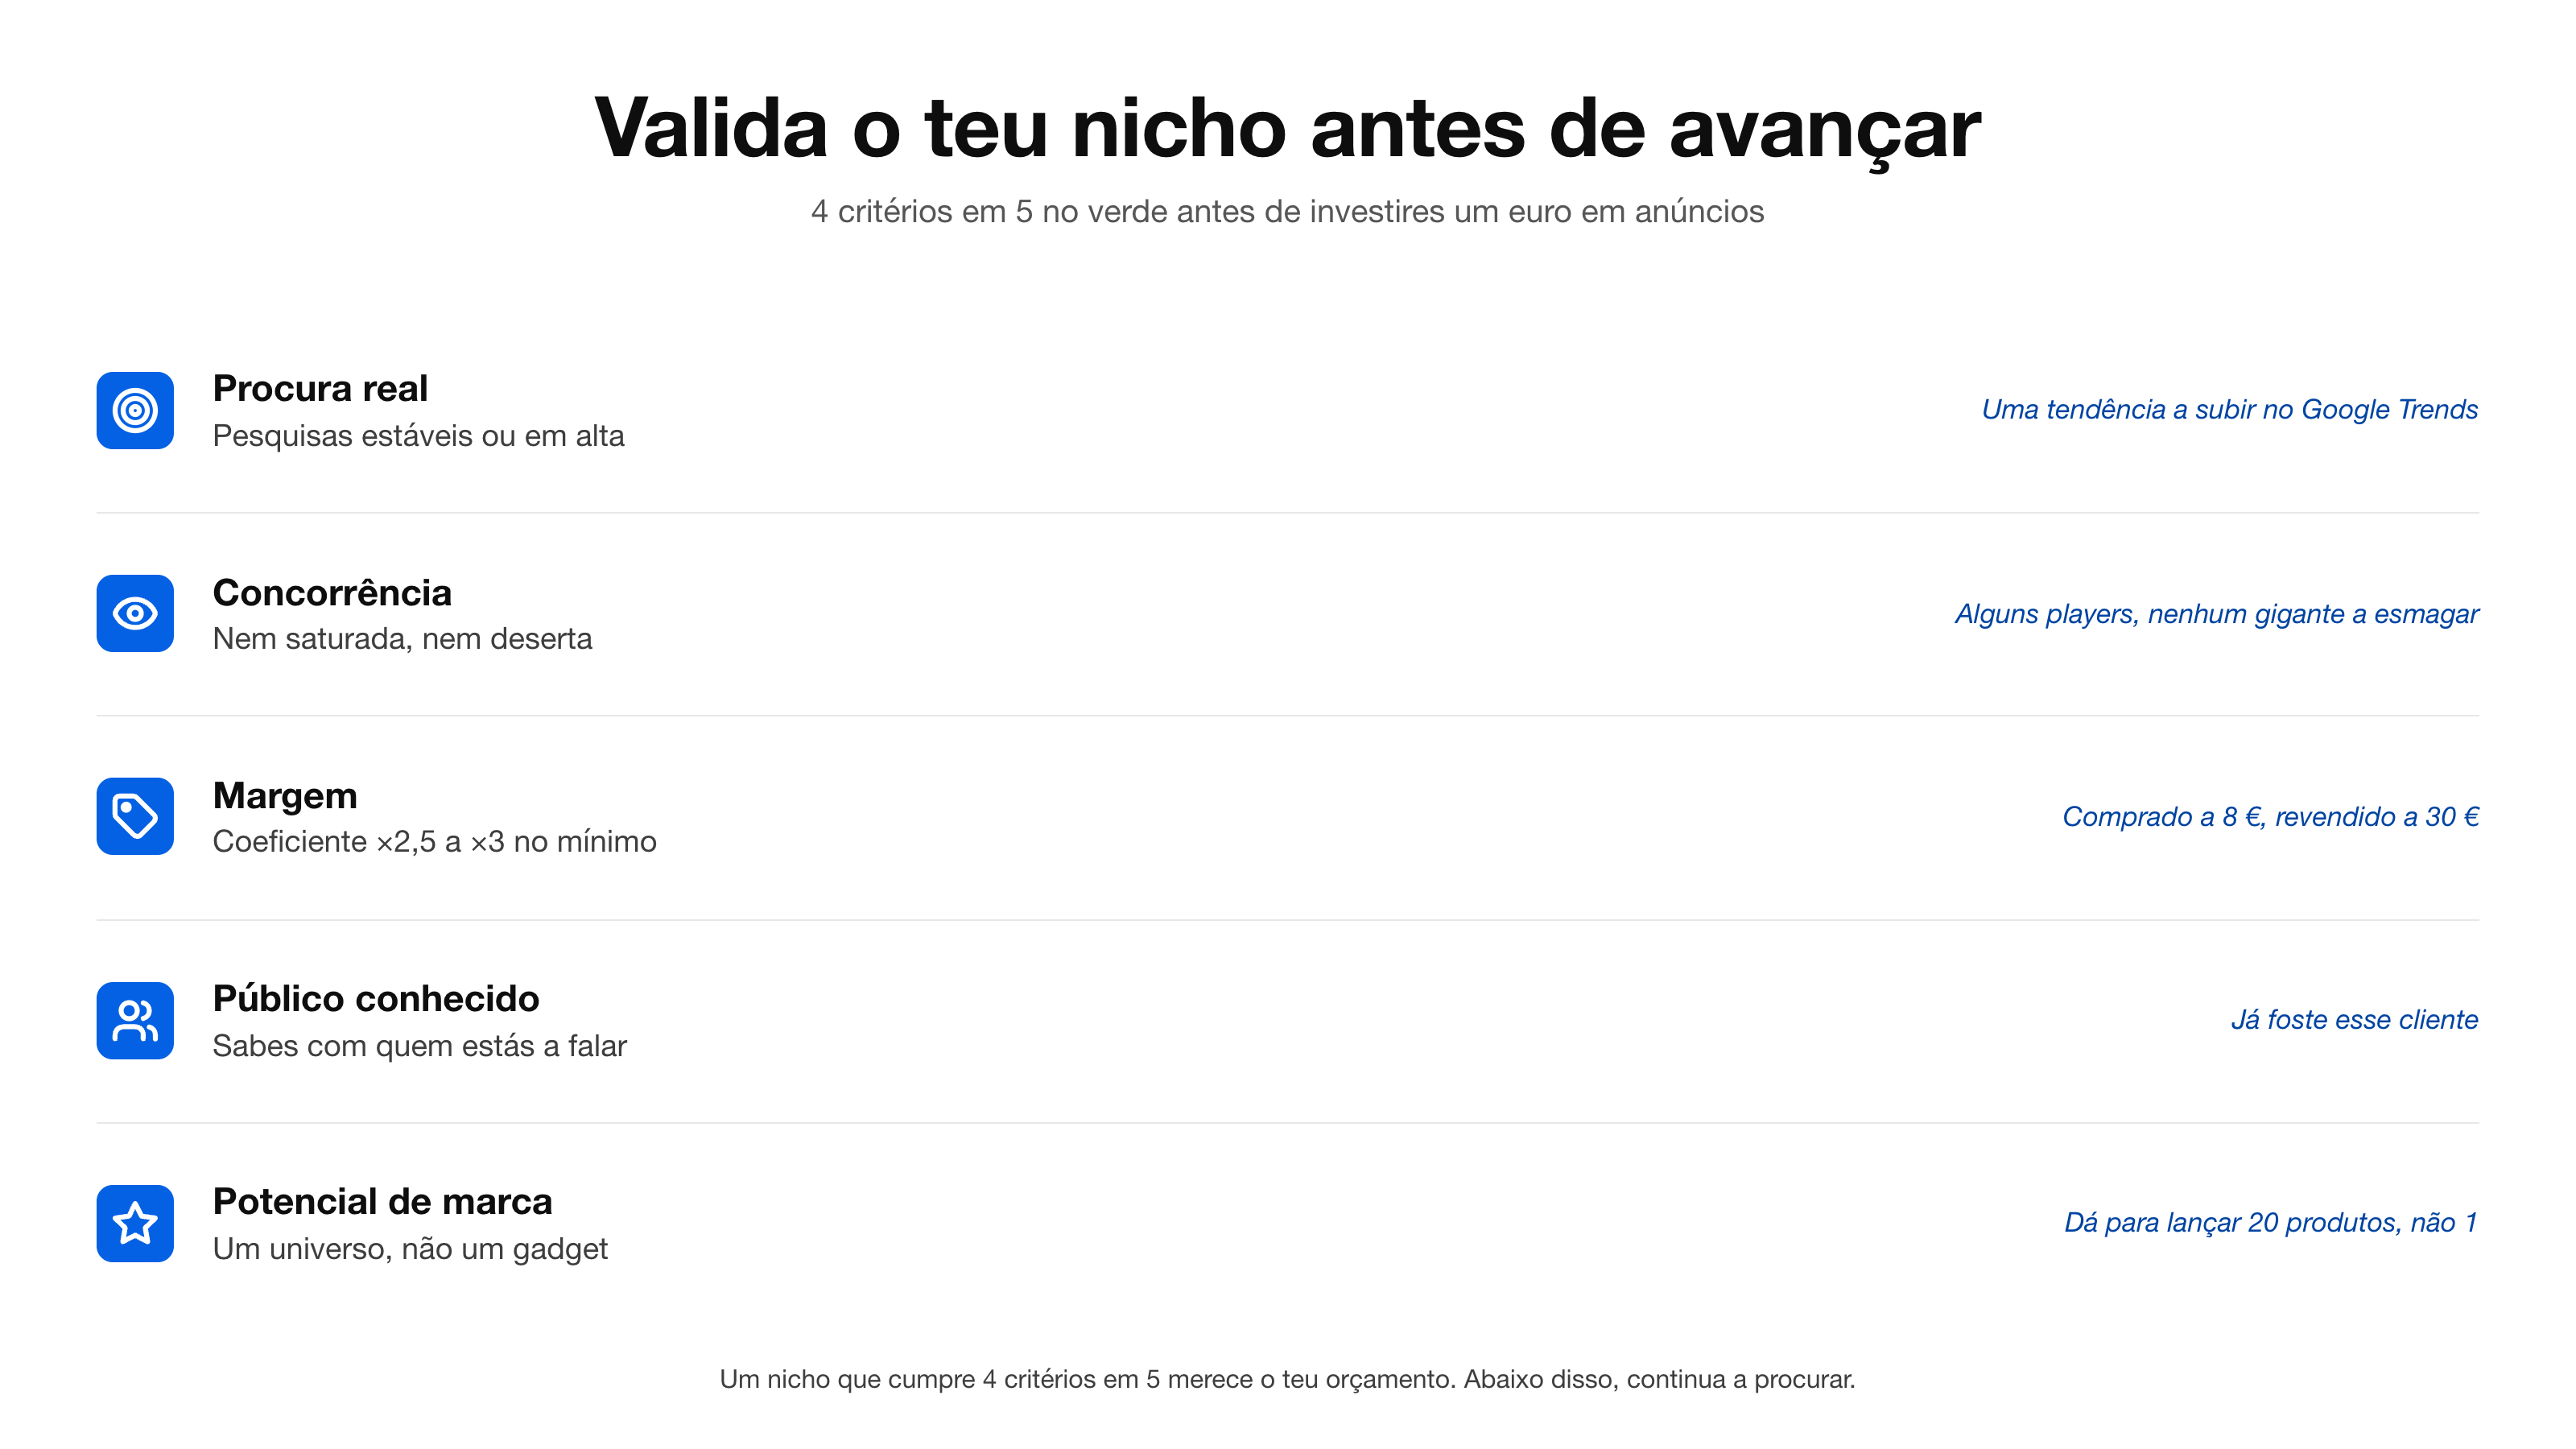 Valida o teu nicho antes de avançar
4 critérios em 5 no verde antes de investires um euro em anúncios
Procura real
Pesquisas estáveis ou em alta
Uma tendência a subir no Google Trends
Concorrência
Nem saturada, nem deserta
Alguns players, nenhum gigante a esmagar
Margem
Coeficiente ×2,5 a ×3 no mínimo
Comprado a 8 €, revendido a 30 €
Público conhecido
Sabes com quem estás a falar
Já foste esse cliente
Potencial de marca
Um universo, não um gadget
Dá para lançar 20 produtos, não 1
Um nicho que cumpre 4 critérios em 5 merece o teu orçamento. Abaixo disso, continua a procurar.